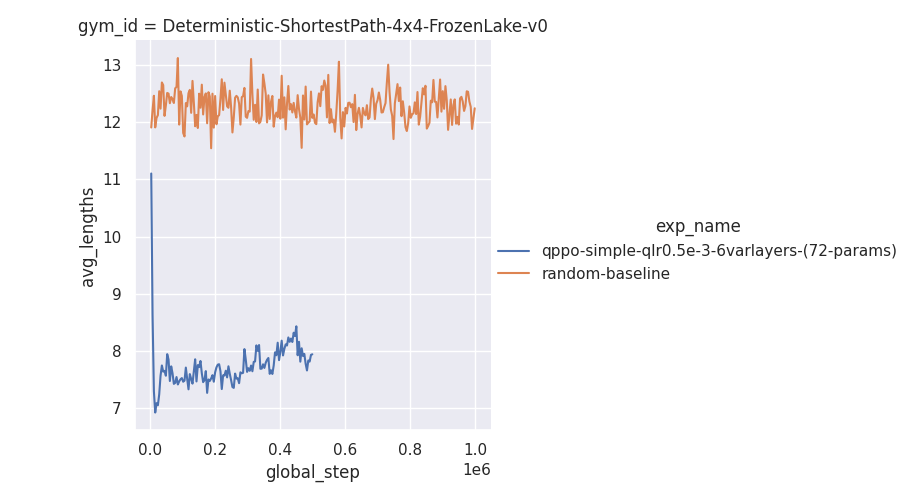 gym_id = Deterministic-ShortestPath-4x4-FrozenLake-v0
avg_lengths
13
12
11
10
9
8
7
0.0 0.2 0.4 0.6 0.8 1.0
1e6
global_step
exp_name
qppo-simple-qlr0.5e-3-6varlayers-(72-params)
random-baseline